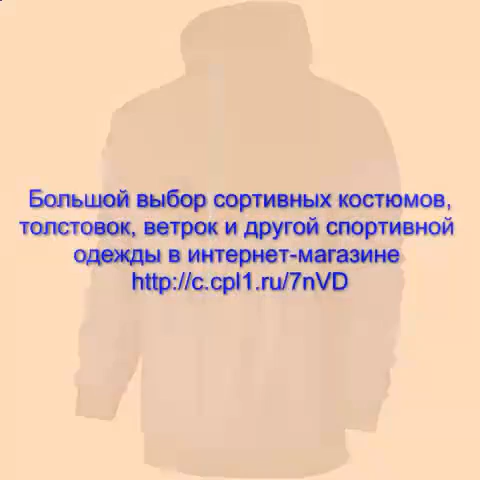 Большой выбор сортивных костюмов,
толстовок, ветрок и другой спортивной
одежды в интернет-магазине
http://c.cpl1.ru/7nVD